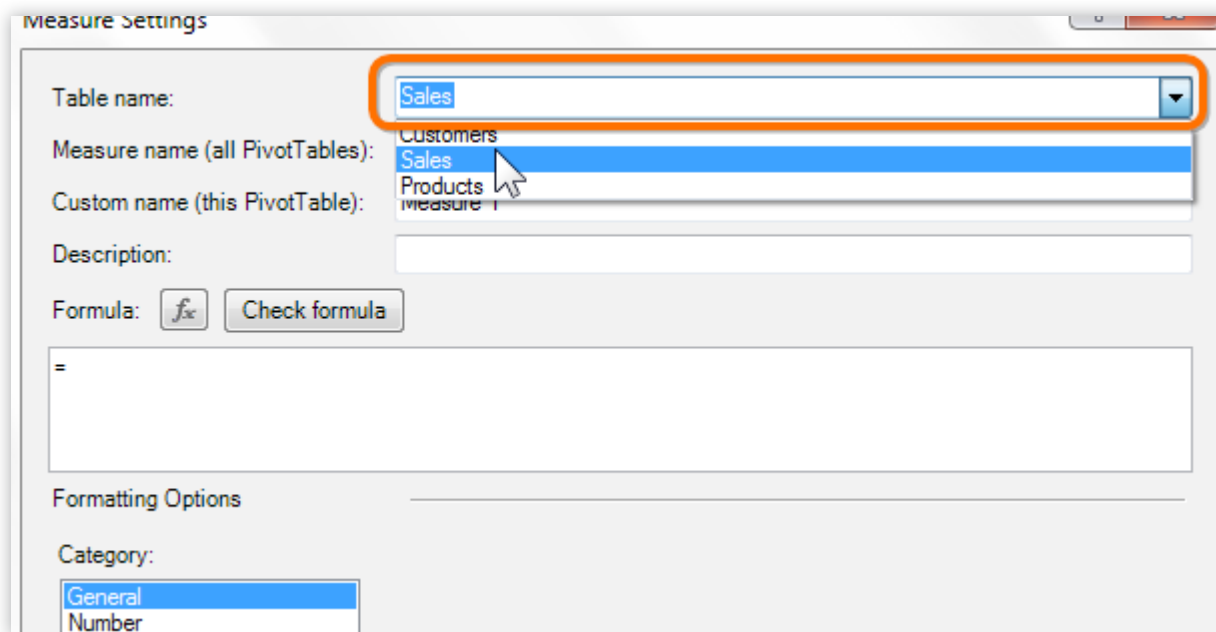 Measure Settings
Table name:
Sales
Customers
Measure name (all PivotTables):
Sales
Products
Custom name (this PivotTable):
Measure 1
Description:
Formula:
fx
Check formula
=
Formatting Options
Category:
General
Number